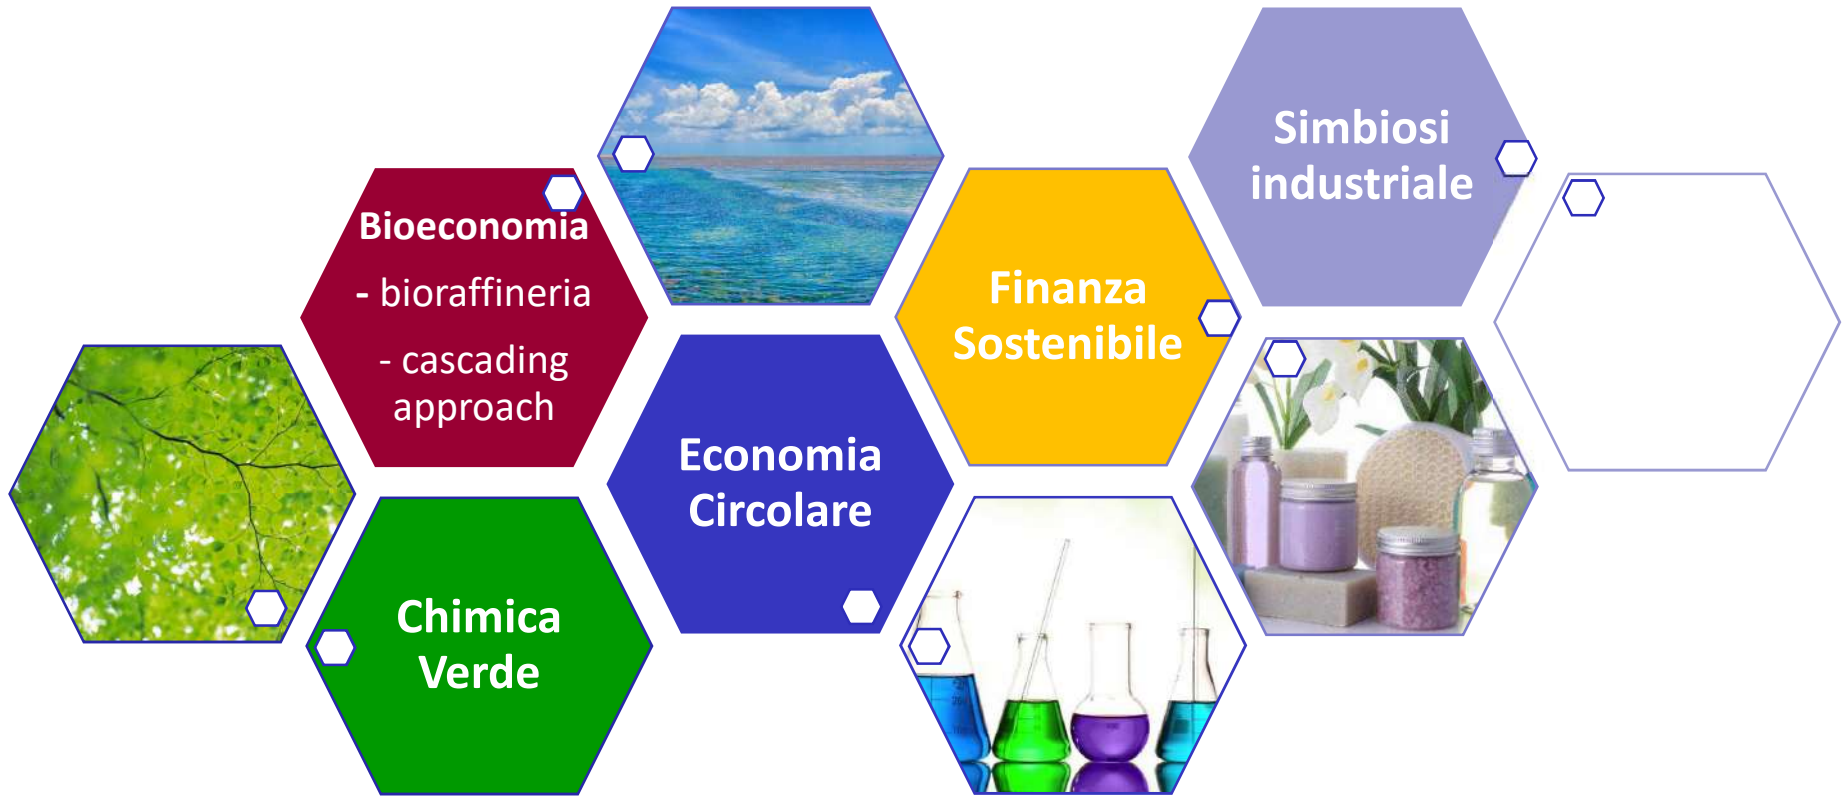 Bioeconomia
- bioraffineria
- cascading
approach
Chimica
Verde
Economia
Circolare
Finanza
Sostenibile
Simbiosi
industriale